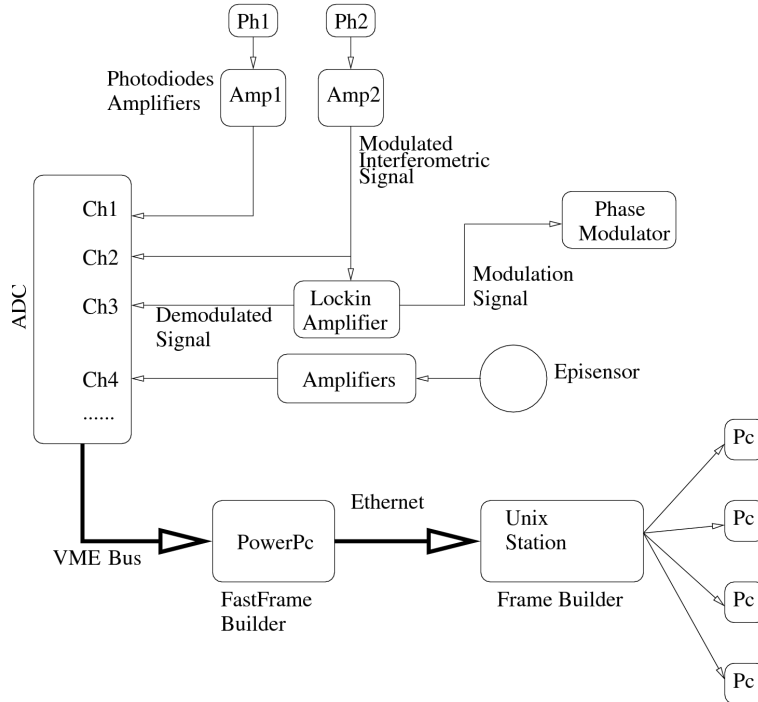 Ph1
Ph2
Photodiodes
Amplifiers
Amp1
Amp2
Modulated
Interferometric
Signal
ADC
Ch1
Ch2
Ch3
Ch4
......
Phase
Modulator
Modulation
Signal
Lockin
Amplifier
Demodulated
Signal
Amplifiers
Episensor
VME Bus
PowerPc
FastFrame
Builder
Ethernet
Unix
Station
Frame Builder
Pc
Pc
Pc
Pc